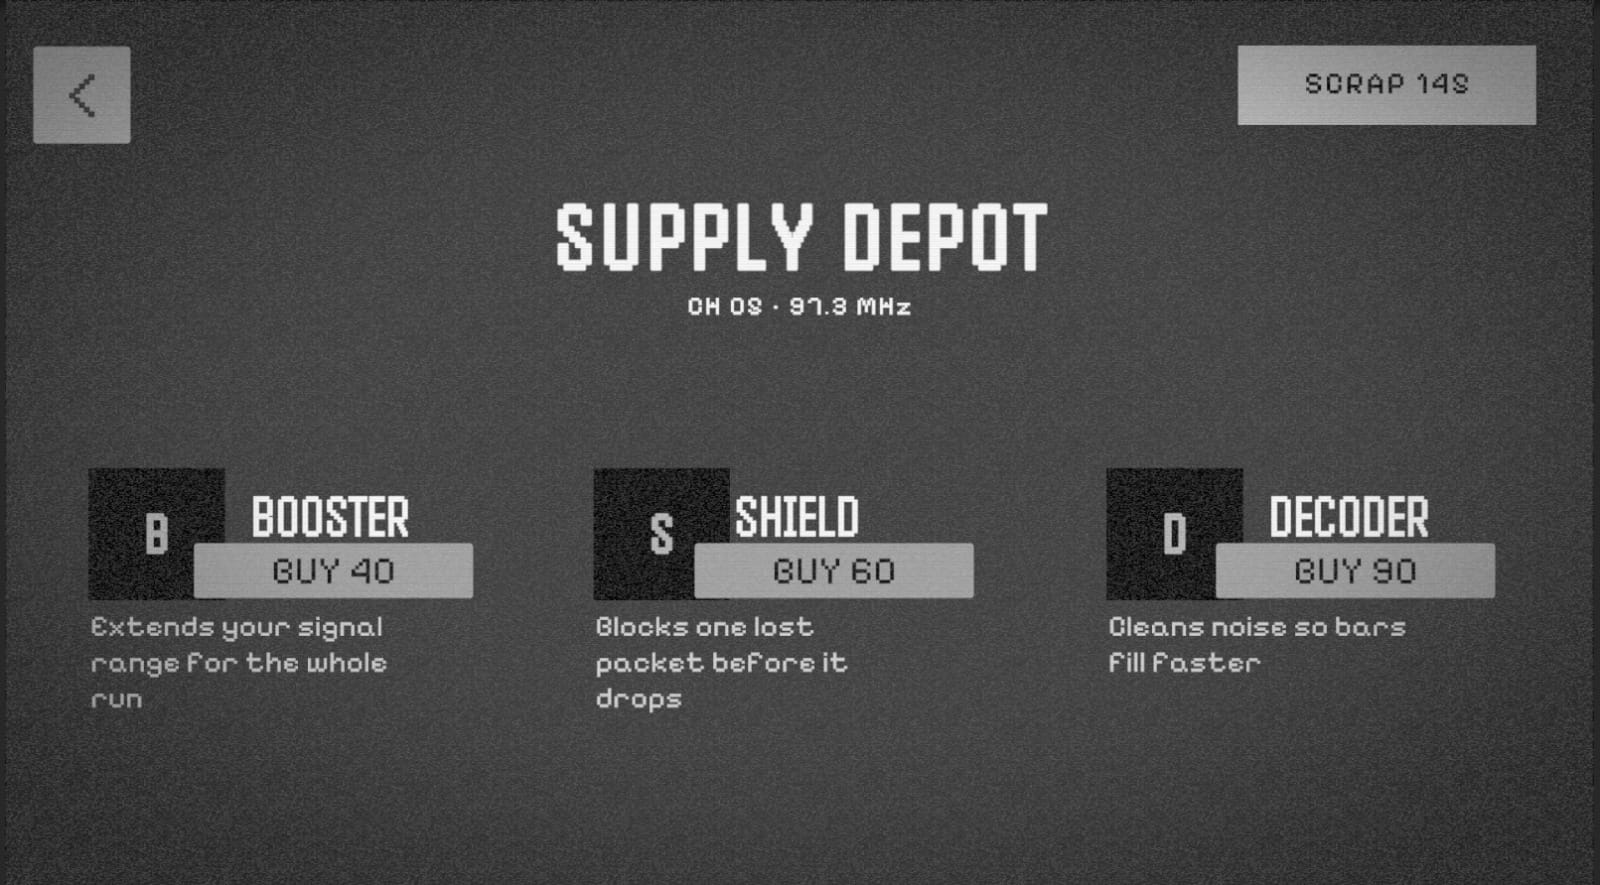 SCRAP 148
SUPPLY DEPOT
CH 08 · 97.3 MHz
B
BOOSTER
BUY 40
Extends your signal
range for the whole
run
S
SHIELD
BUY 60
Blocks one lost
packet before it
drops
D
DECODER
BUY 90
Cleans noise so bars
fill faster